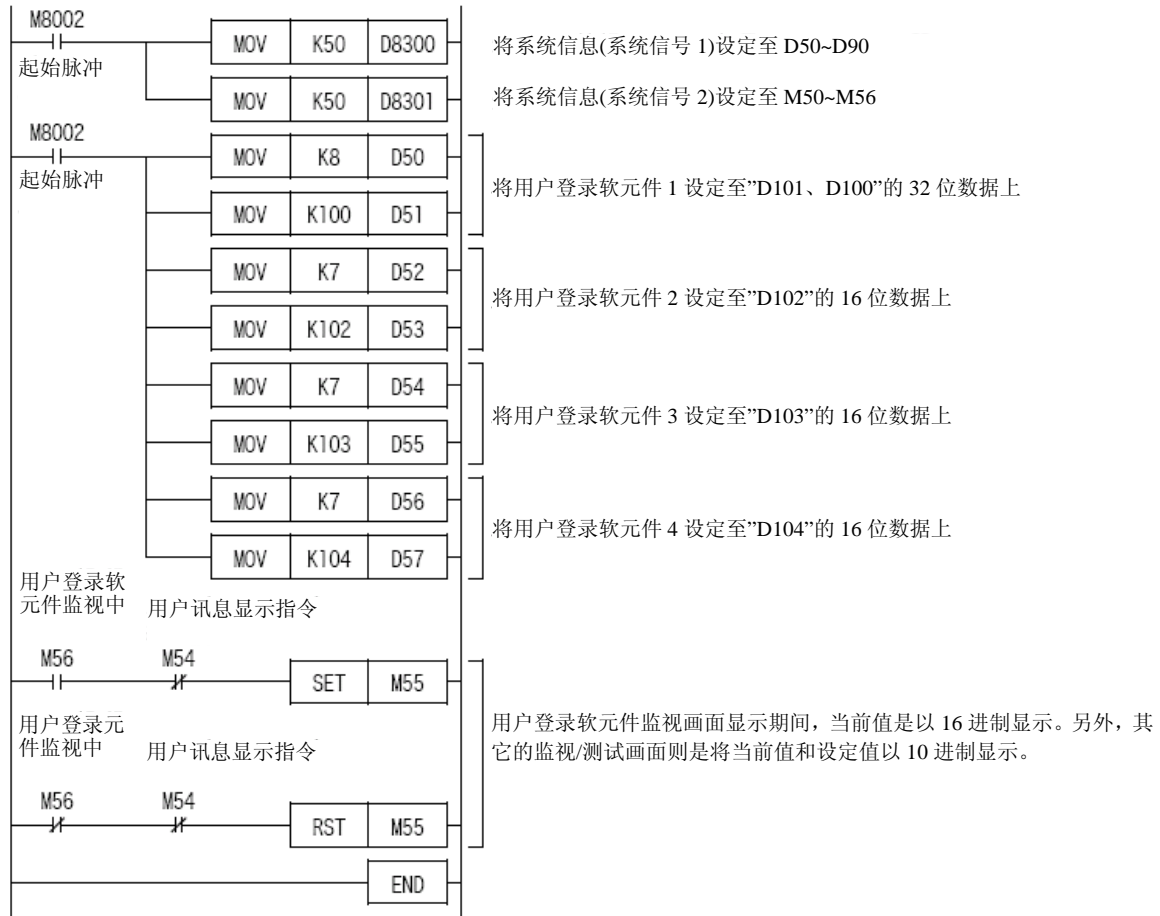 M8002
MOV K50 D8300
将系统信息(系统信号 1)设定至 D50~D90
起始脉冲
MOV K50 D8301
将系统信息(系统信号 2)设定至 M50~M56
M8002
MOV K8 D50
起始脉冲
将用户登录软元件 1 设定至"D101、D100"的 32 位数据上
MOV K100 D51
MOV K7 D52
将用户登录软元件 2 设定至"D102"的 16 位数据上
MOV K102 D53
MOV K7 D54
将用户登录软元件 3 设定至"D103"的 16 位数据上
MOV K103 D55
MOV K7 D56
将用户登录软元件 4 设定至"D104"的 16 位数据上
MOV K104 D57
用户登录软
元件监视中
用户讯息显示指令
M56 M54
SET M55
用户登录软元件监视画面显示期间，当前值是以 16 进制显示。另外，其
它的监视/测试画面则是将当前值和设定值以 10 进制显示。
用户登录元
件监视中
用户讯息显示指令
M56 M54
RST M55
END